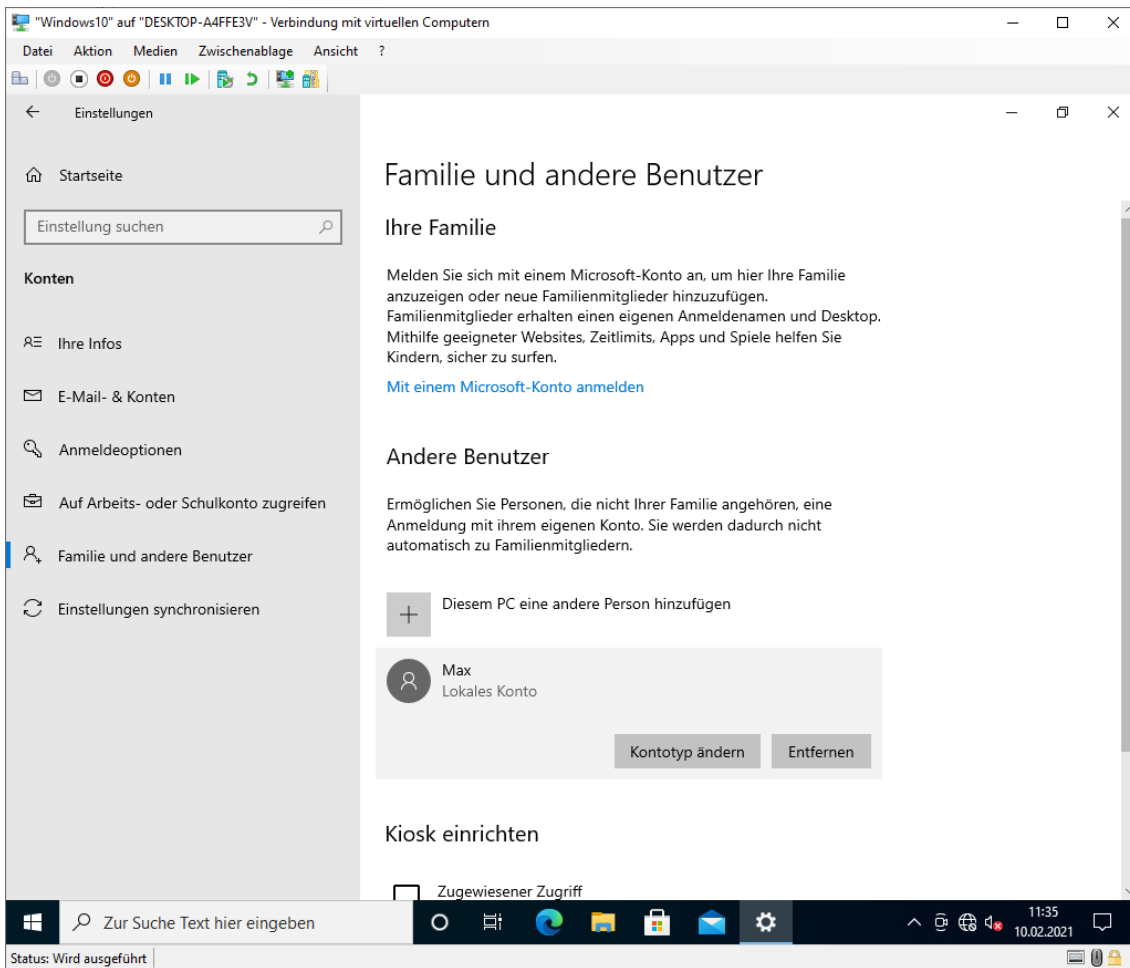 "Windows10" auf "DESKTOP-A4FFE3V" - Verbindung mit virtuellen Computern
Datei Aktion Medien Zwischenablage Ansicht ?
Einstellungen
Startseite
Einstellung suchen
Konten
Ihre Infos
E-Mail- & Konten
Anmeldeoptionen
Auf Arbeits- oder Schulkonto zugreifen
Familie und andere Benutzer
Einstellungen synchronisieren
Familie und andere Benutzer
Ihre Familie
Melden Sie sich mit einem Microsoft-Konto an, um hier Ihre Familie
anzuzeigen oder neue Familienmitglieder hinzuzufügen.
Familienmitglieder erhalten einen eigenen Anmeldenamen und Desktop.
Mithilfe geeigneter Websites, Zeitlimits, Apps und Spiele helfen Sie
Kindern, sicher zu surfen.
Mit einem Microsoft-Konto anmelden
Andere Benutzer
Ermöglichen Sie Personen, die nicht Ihrer Familie angehören, eine
Anmeldung mit ihrem eigenen Konto. Sie werden dadurch nicht
automatisch zu Familienmitgliedern.
Diesem PC eine andere Person hinzufügen
Max
Lokales Konto
Kontotyp ändern Entfernen
Kiosk einrichten
Zugewiesener Zugriff
Zur Suche Text hier eingeben
11:35
10.02.2021
Status: Wird ausgeführt